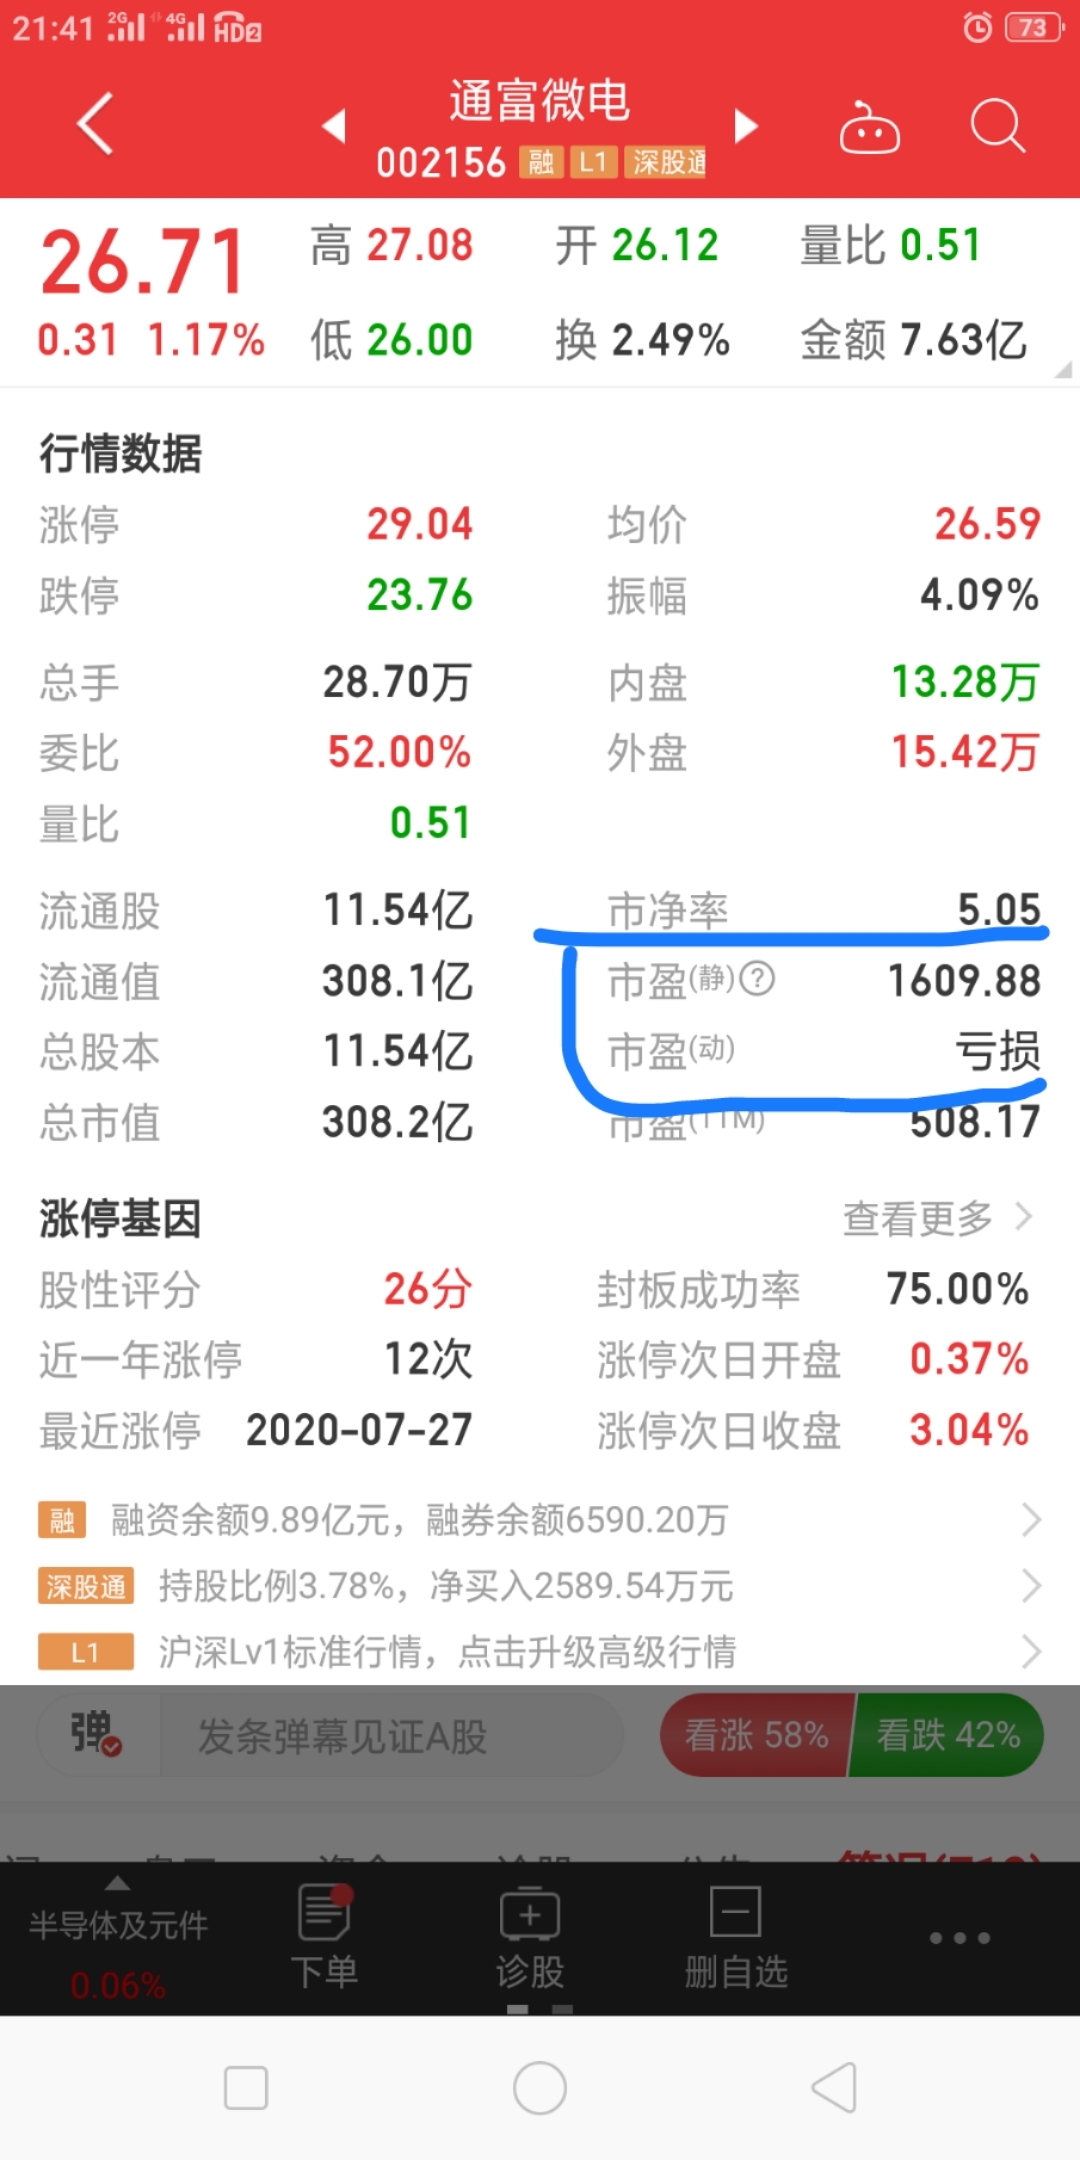 21:41 2G 4G HD2 73
通富微电
002156 融 L1 深股通
26.71 高 27.08 开 26.12 量比 0.51
0.31 1.17% 低 26.00 换 2.49% 金额 7.63亿
行情数据
涨停 29.04 均价 26.59
跌停 23.76 振幅 4.09%
总手 28.70万 内盘 13.28万
委比 52.00% 外盘 15.42万
量比 0.51
流通股 11.54亿 市净率 5.05
流通值 308.1亿 市盈(静)? 1609.88
总股本 11.54亿 市盈(动) 亏损
总市值 308.2亿 市盈(TTM) 508.17
涨停基因 查看更多
股性评分 26分 封板成功率 75.00%
近一年涨停 12次 涨停次日开盘 0.37%
最近涨停 2020-07-27 涨停次日收盘 3.04%
融 融资余额9.89亿元，融券余额6590.20万
深股通 持股比例3.78%，净买入2589.54万元
L1 沪深Lv1标准行情，点击升级高级行情
弹 发条弹幕见证A股 看涨 58% 看跌 42%
半导体及元件 下单 诊股 删自选
0.06%